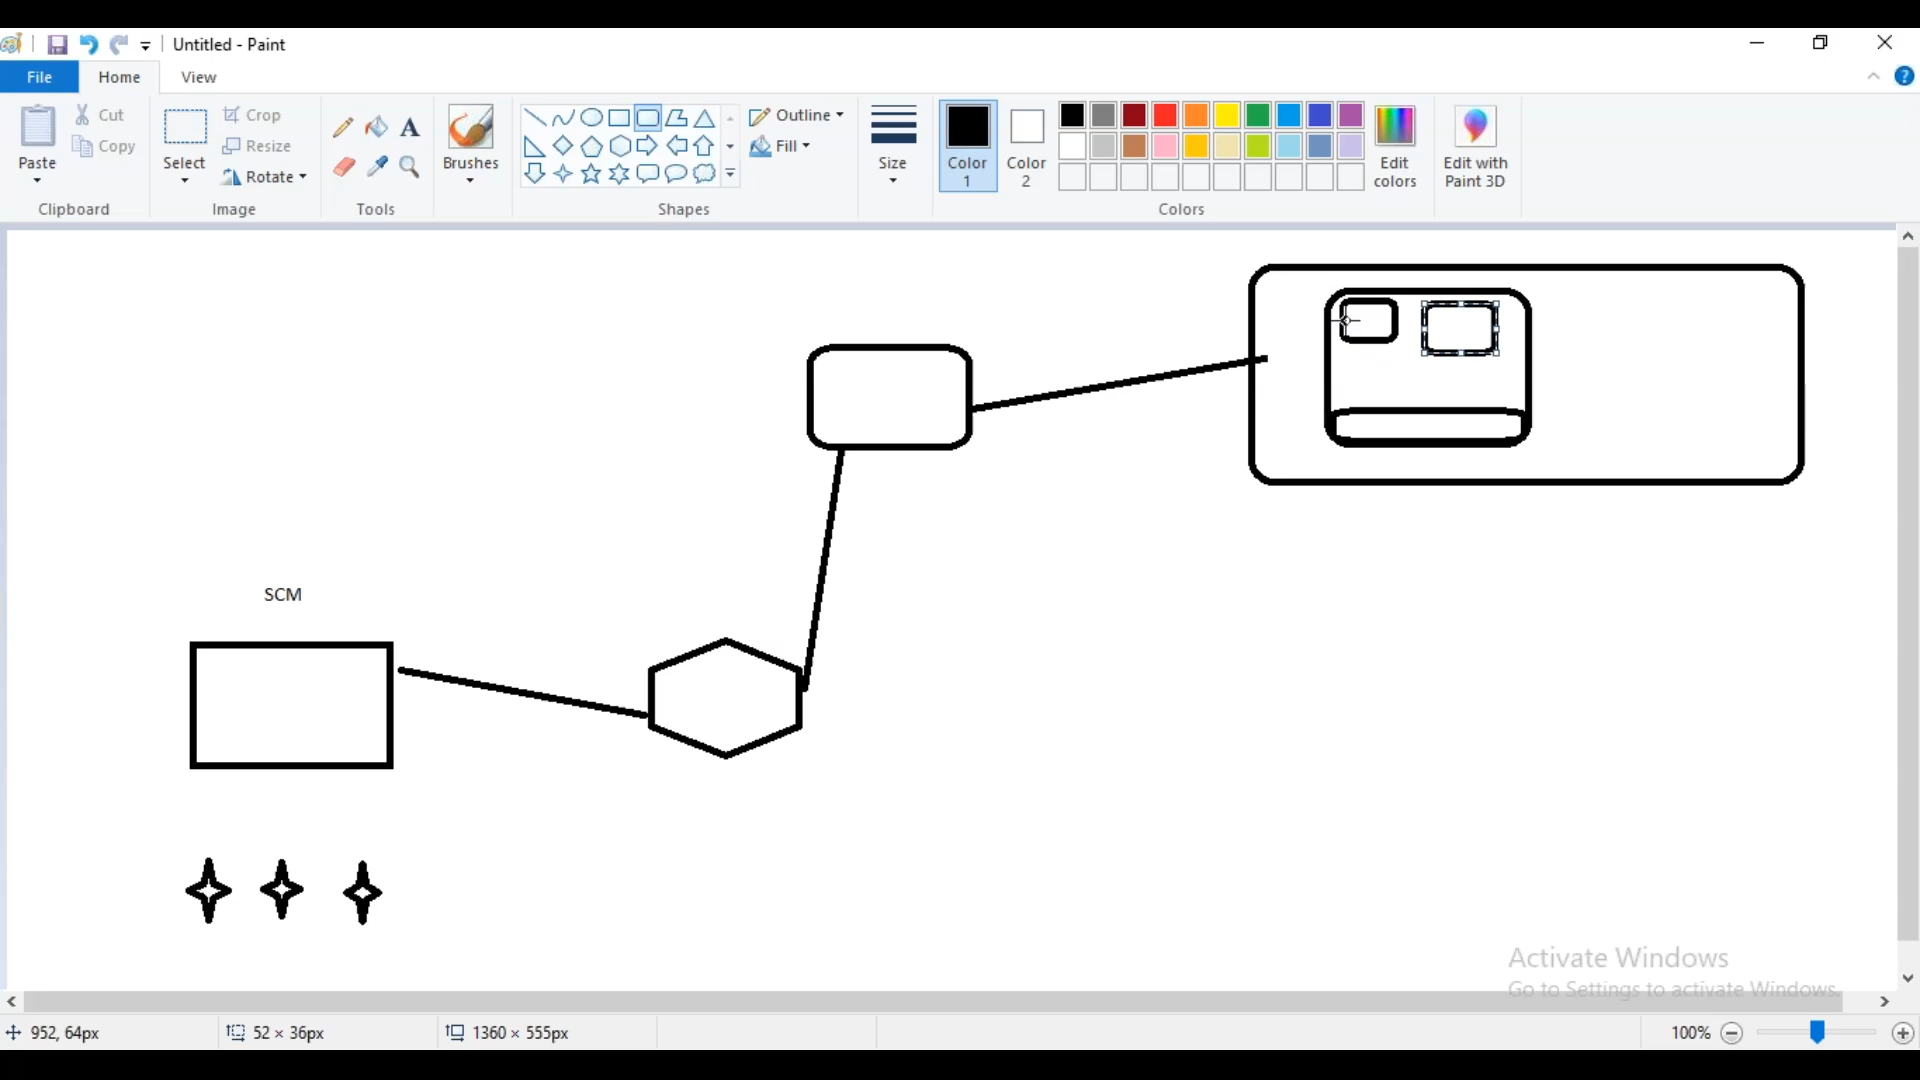 Untitled - Paint
File Home View
Paste
Cut
Copy
Clipboard
Select
Crop
Resize
Rotate
Image
Tools
Brushes
Shapes
Outline
Fill
Size
Color 1
Color 2
Colors
Edit colors
Edit with Paint 3D
SCM
Activate Windows
Go to Settings to activate Windows.
952, 64px 52 × 36px 1360 × 555px 100%